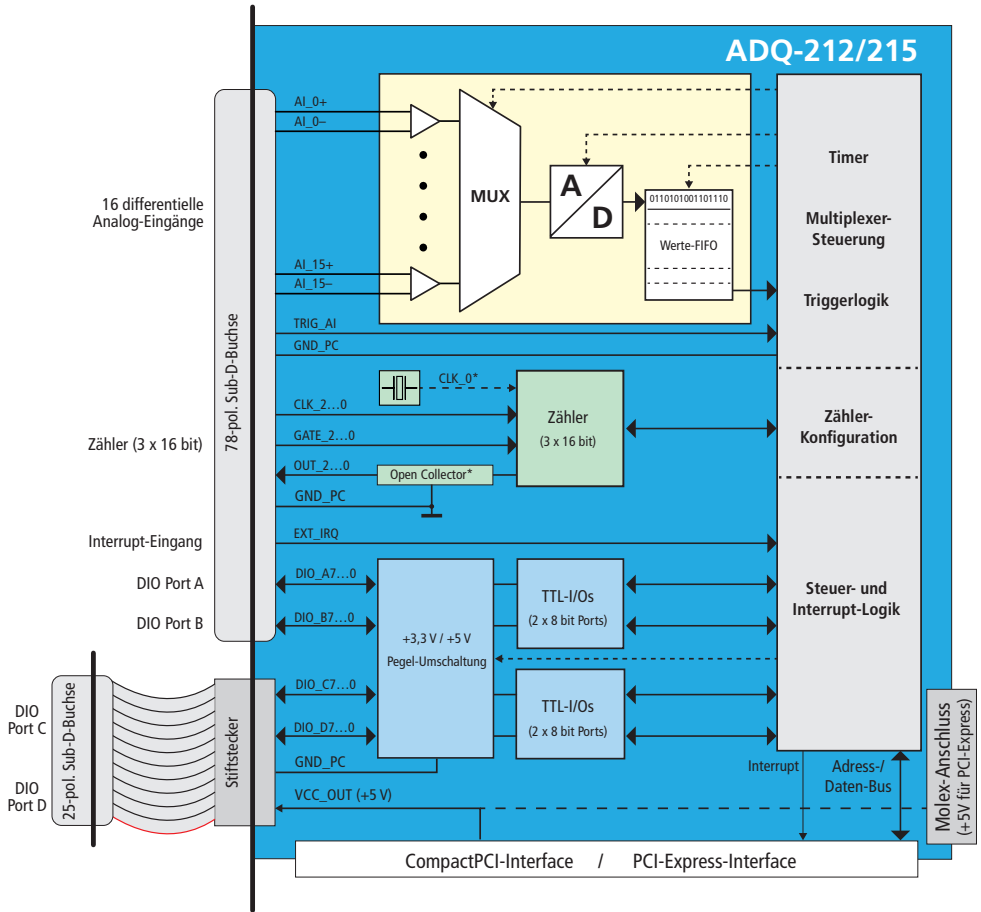 ADQ-212/215
AI_0+
AI_0–
16 differentielle
Analog-Eingänge
AI_15+
AI_15–
MUX
A
D
0110101001101110
Werte-FIFO
Timer
Multiplexer-
Steuerung
Triggerlogik
TRIG_AI
GND_PC
78-pol. Sub-D-Buchse
CLK_0*
CLK_2...0
Zähler (3 x 16 bit)
GATE_2...0
OUT_2...0
Open Collector*
GND_PC
Zähler
(3 x 16 bit)
Zähler-
Konfiguration
Interrupt-Eingang
EXT_IRQ
DIO Port A
DIO_A7...0
DIO Port B
DIO_B7...0
+3,3 V / +5 V
Pegel-Umschaltung
TTL-I/Os
(2 x 8 bit Ports)
Steuer- und
Interrupt-Logik
DIO
Port C
DIO
Port D
25-pol. Sub-D-Buchse
Stiftstecker
DIO_C7...0
DIO_D7...0
GND_PC
VCC_OUT (+5 V)
TTL-I/Os
(2 x 8 bit Ports)
Interrupt
Adress-/
Daten-Bus
Molex-Anschluss
(+5V für PCI-Express)
CompactPCI-Interface / PCI-Express-Interface